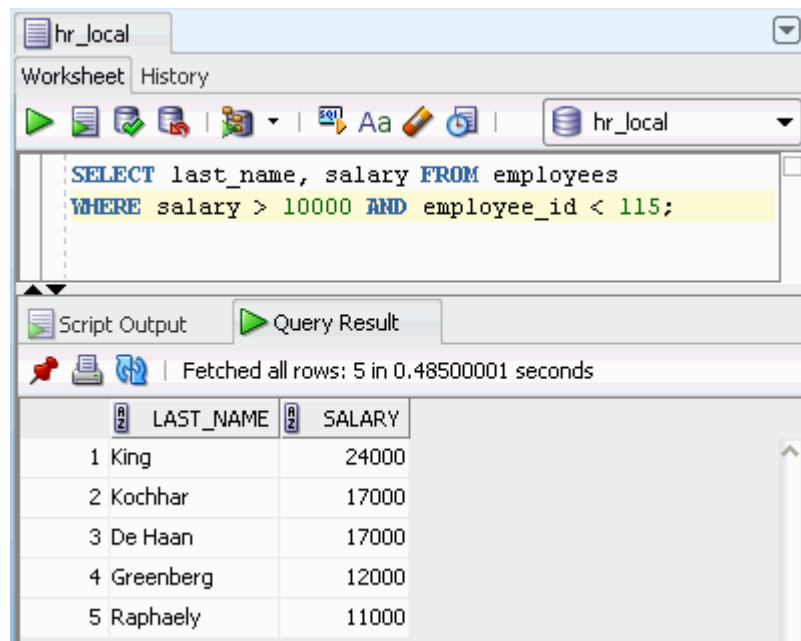 hr_local
Worksheet History
SQL Aa hr_local
SELECT last_name, salary FROM employees
WHERE salary > 10000 AND employee_id < 115;
Script Output Query Result
Fetched all rows: 5 in 0.48500001 seconds
LAST_NAME SALARY
1 King 24000
2 Kochhar 17000
3 De Haan 17000
4 Greenberg 12000
5 Raphaely 11000